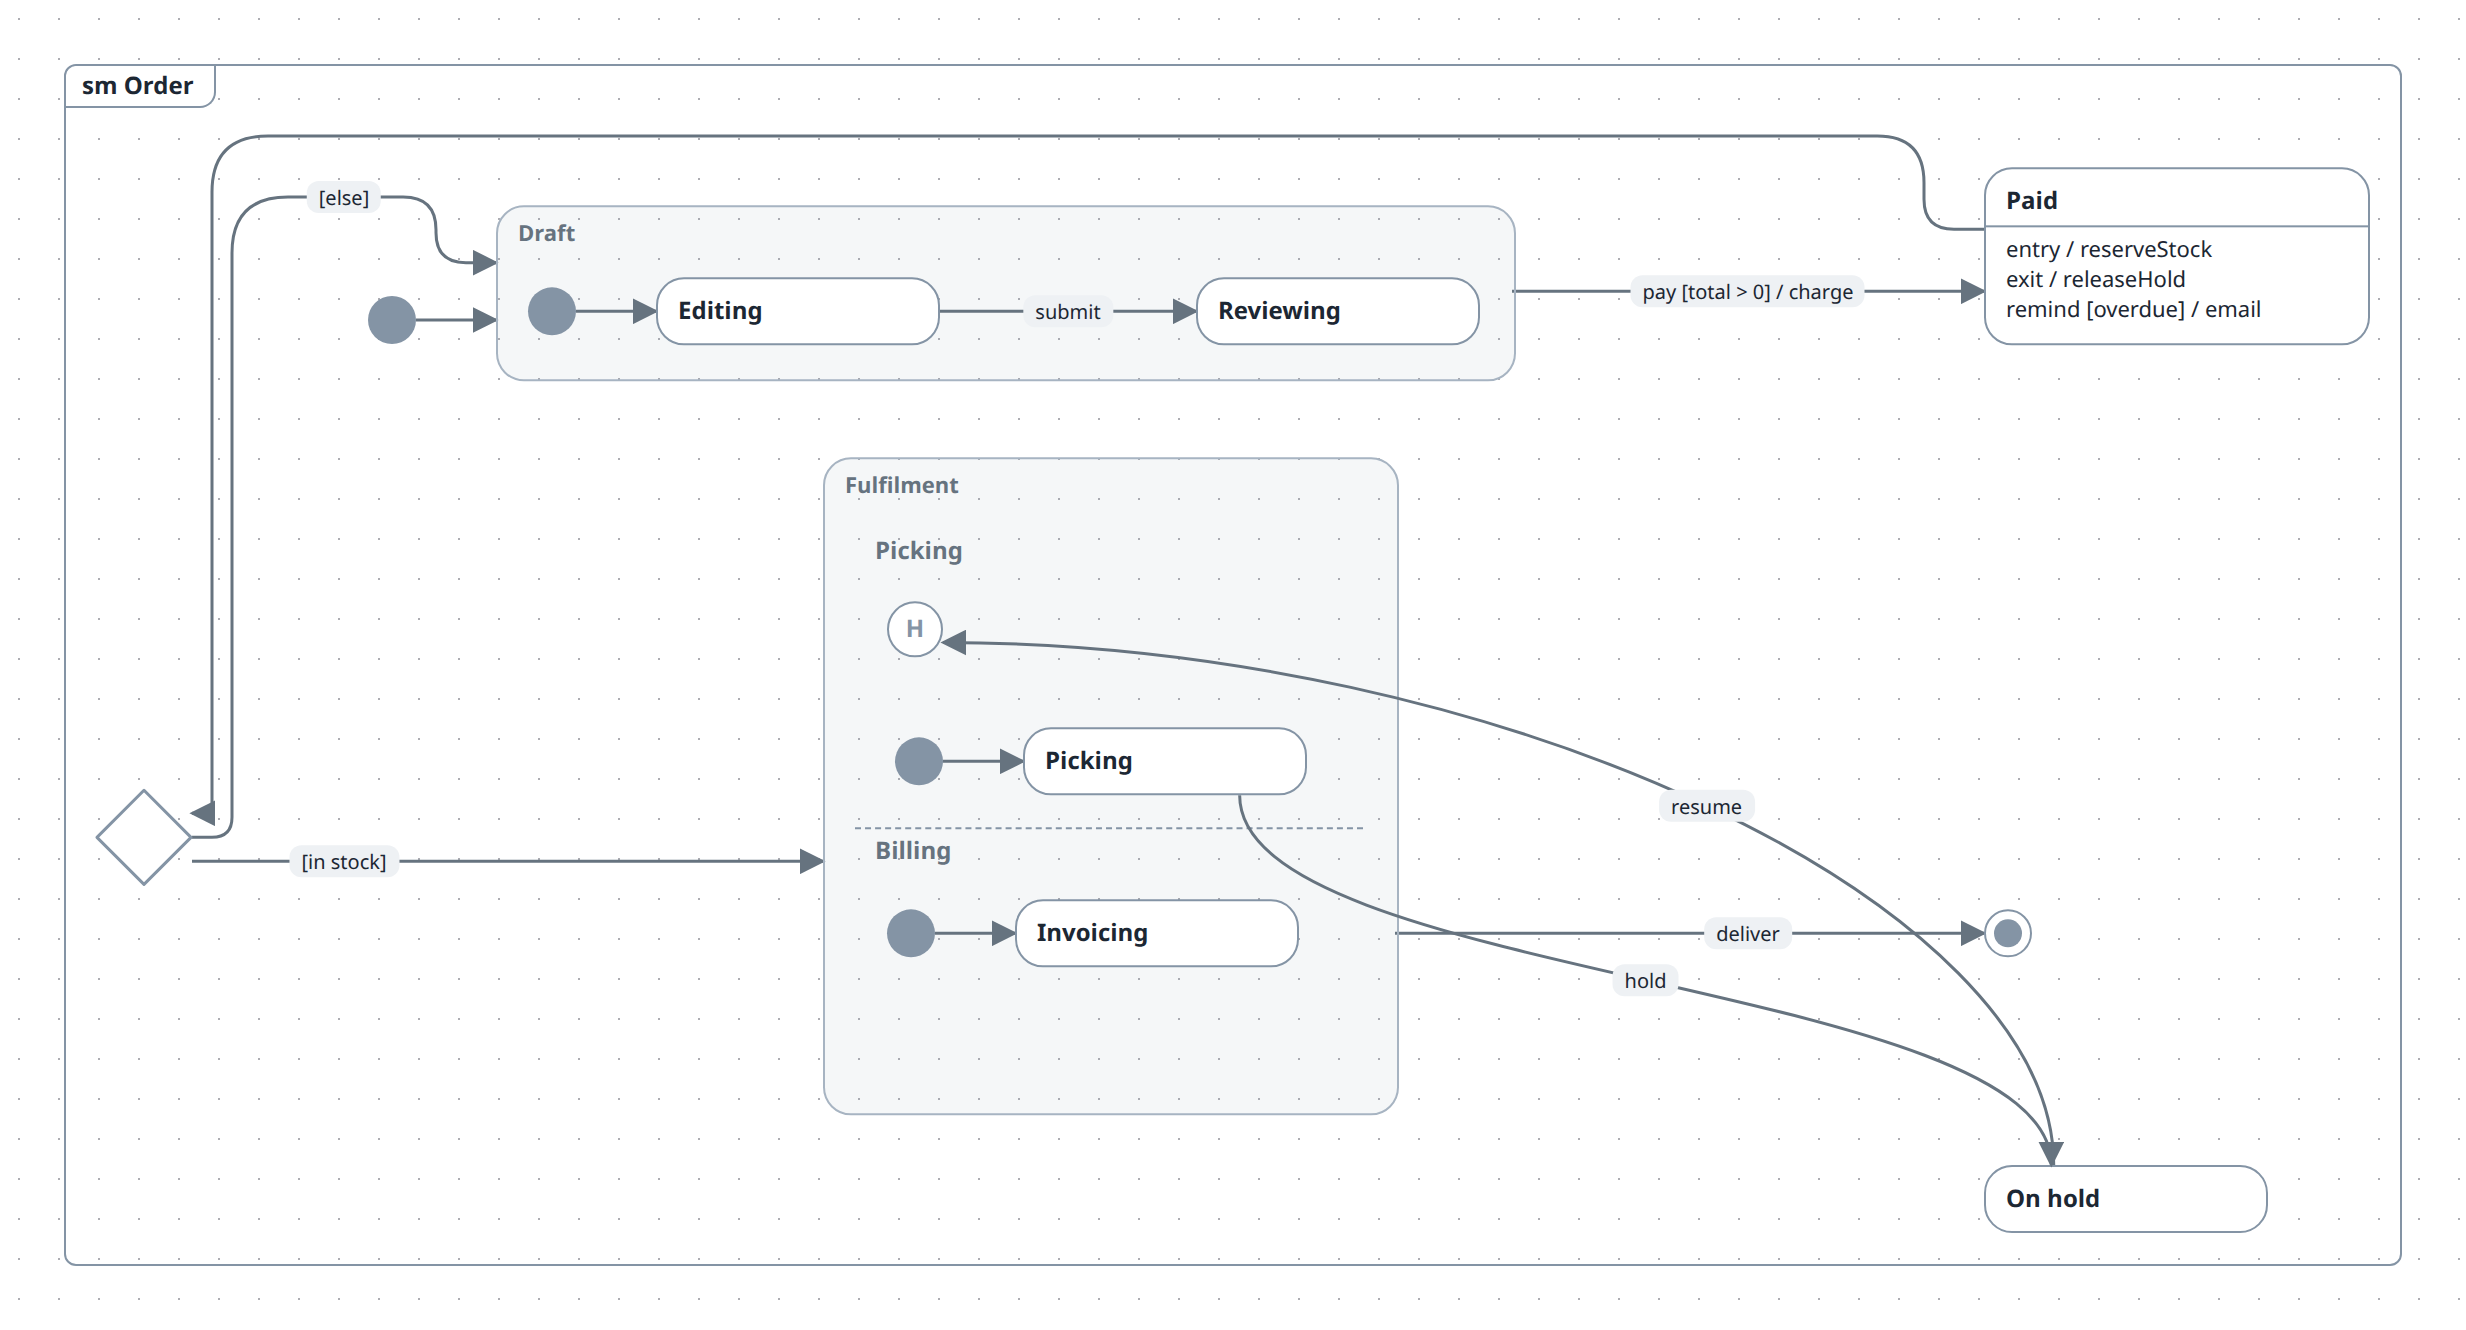 sm Order
[else]
Draft
Editing
submit
Reviewing
pay [total > 0] / charge
Paid
entry / reserveStock
exit / releaseHold
remind [overdue] / email
Fulfilment
Picking
H
Picking
resume
[in stock]
Billing
Invoicing
deliver
hold
On hold